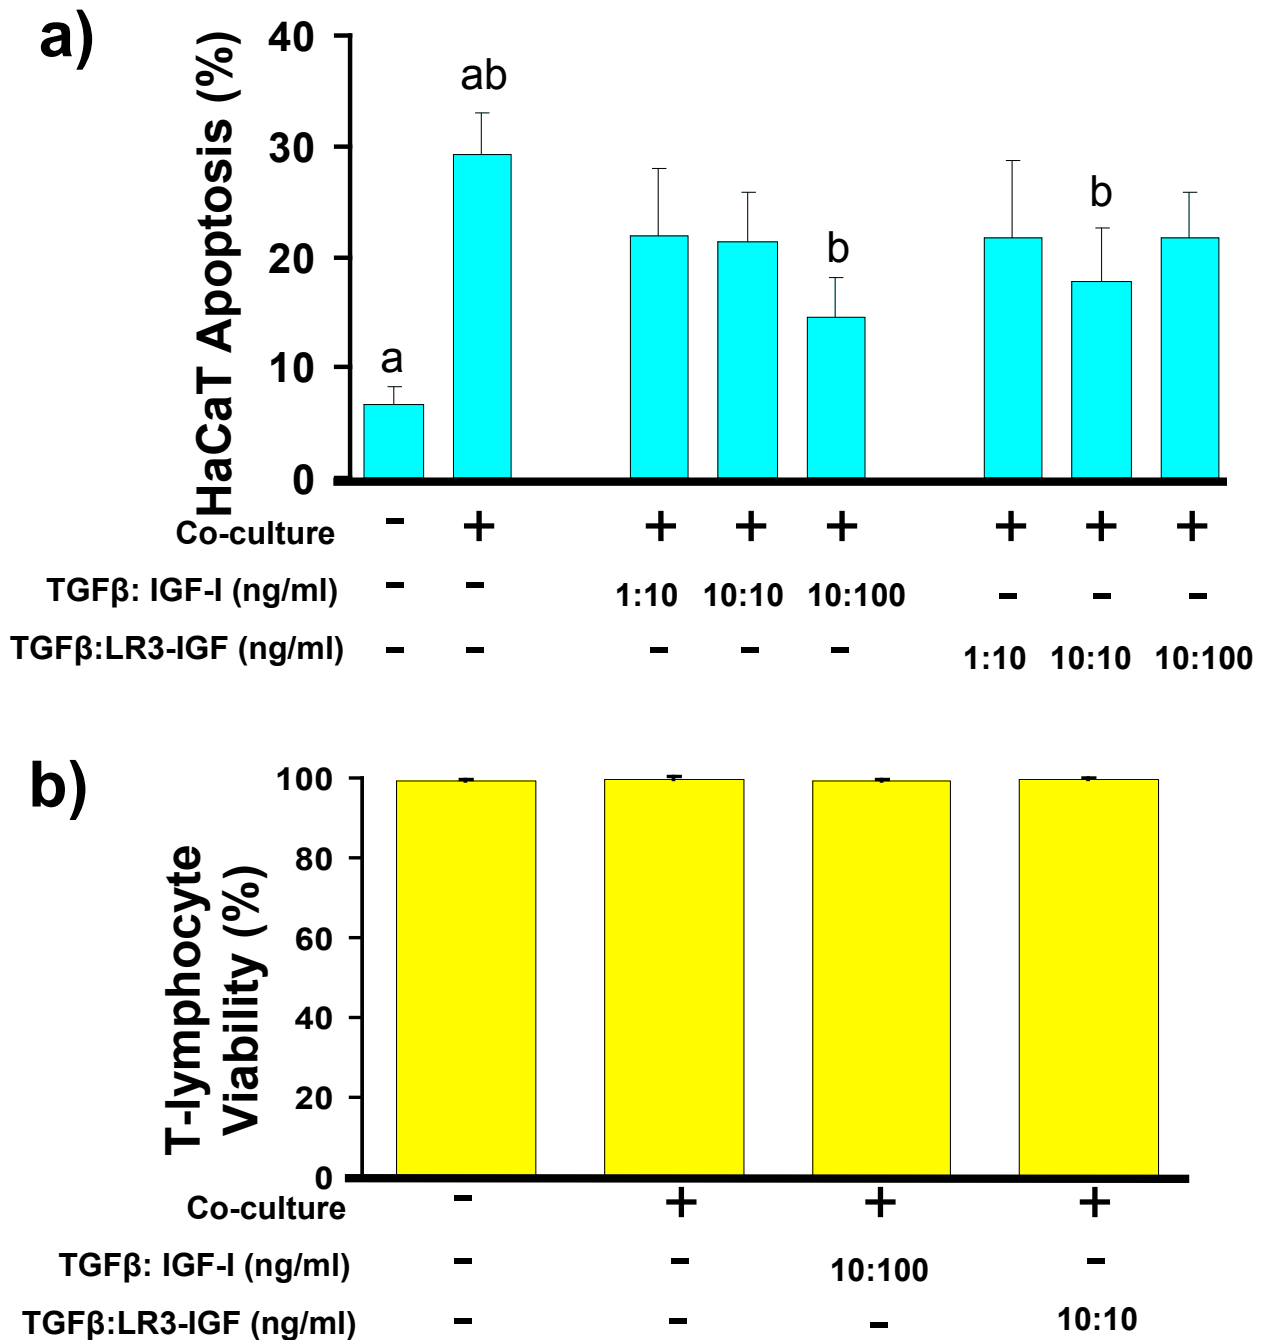 a)
HaCaT Apoptosis (%)
40
30
20
10
0
ab
b
b
a
Co-culture - + + + + + + +
TGFβ: IGF-I (ng/ml) - - 1:10 10:10 10:100 - - -
TGFβ:LR3-IGF (ng/ml) - - - - - 1:10 10:10 10:100
b)
T-lymphocyte
Viability (%)
100
80
60
40
20
0
Co-culture - + + +
TGFβ: IGF-I (ng/ml) - - 10:100 -
TGFβ:LR3-IGF (ng/ml) - - - 10:10